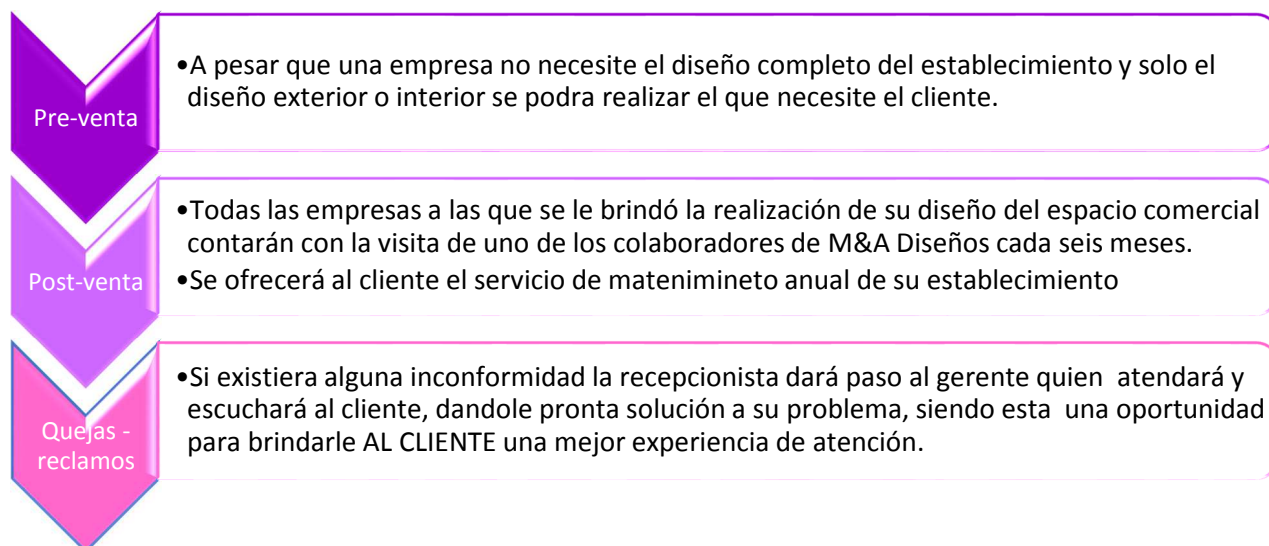 Pre-venta
•A pesar que una empresa no necesite el diseño completo del establecimiento y solo el
diseño exterior o interior se podra realizar el que necesite el cliente.
Post-venta
•Todas las empresas a las que se le brindó la realización de su diseño del espacio comercial
contarán con la visita de uno de los colaboradores de M&A Diseños cada seis meses.
•Se ofrecerá al cliente el servicio de matenimineto anual de su establecimiento
Quejas -
reclamos
•Si existiera alguna inconformidad la recepcionista dará paso al gerente quien atendará y
escuchará al cliente, dandole pronta solución a su problema, siendo esta una oportunidad
para brindarle AL CLIENTE una mejor experiencia de atención.